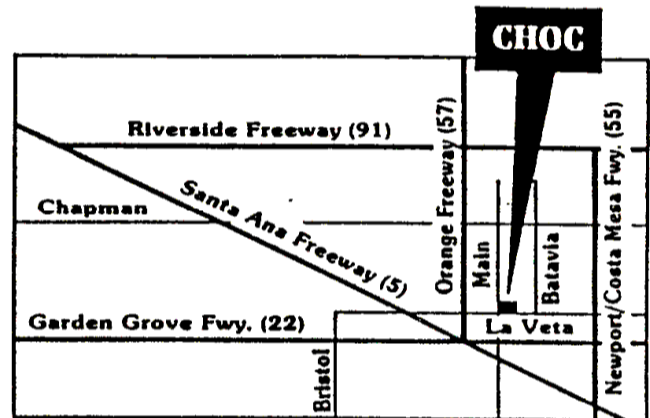 CHOC
Riverside Freeway (91)
Orange Freeway (57)
Newport/Costa Mesa Fwy. (55)
Santa Ana Freeway (5)
Chapman
Main
Batavia
Garden Grove Fwy. (22)
La Veta
Bristol